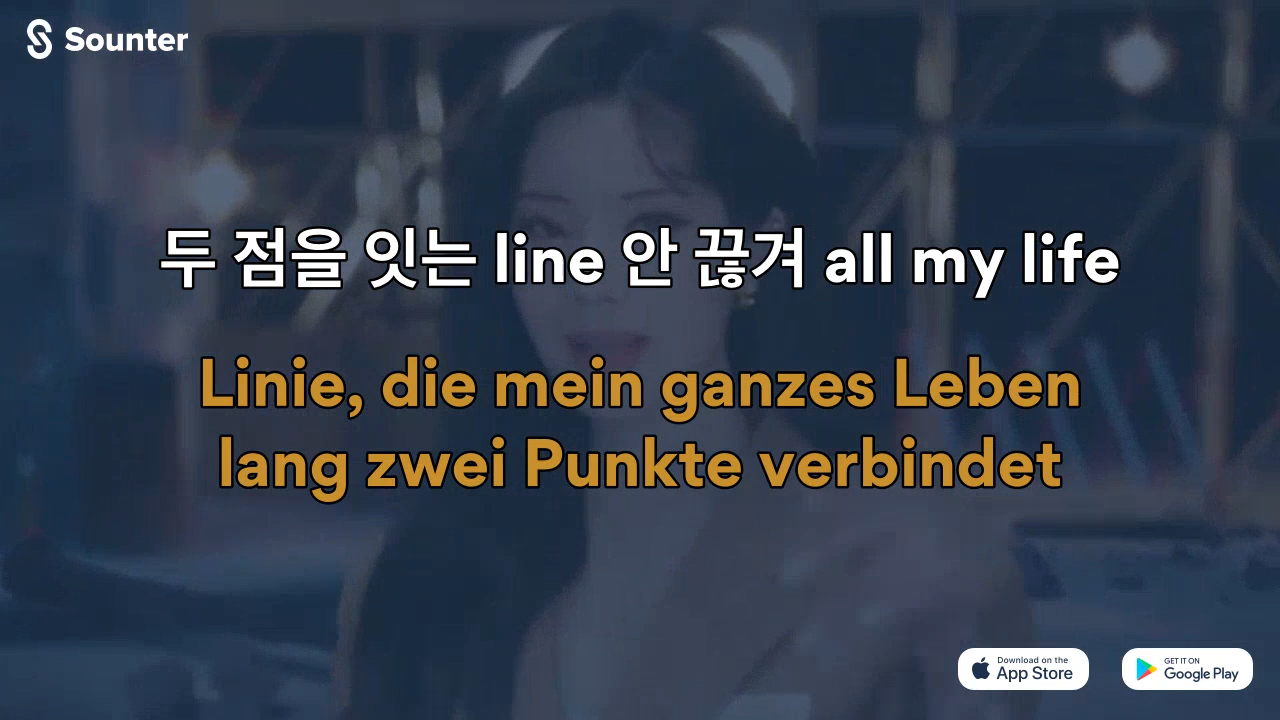 Sounter
두 점을 잇는 line 안 끊겨 all my life
Linie, die mein ganzes Leben
lang zwei Punkte verbindet
Download on the
App Store
GET IT ON
Google Play